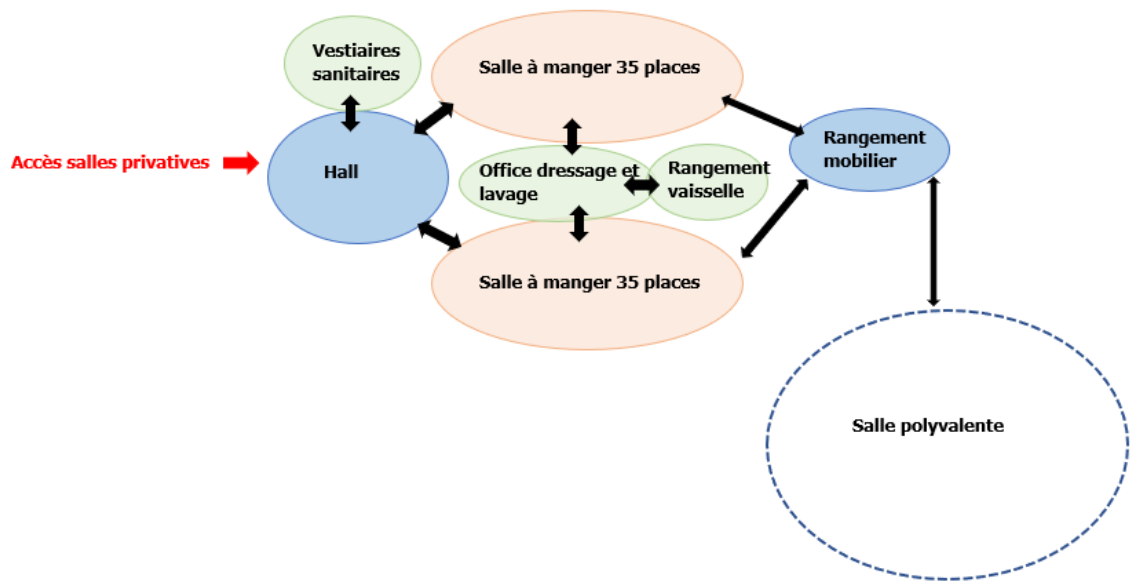 Vestiaires
sanitaires
Salle à manger 35 places
Rangement
mobilier
Accès salles privatives
Hall
Office dressage et
lavage
Rangement
vaisselle
Salle à manger 35 places
Salle polyvalente